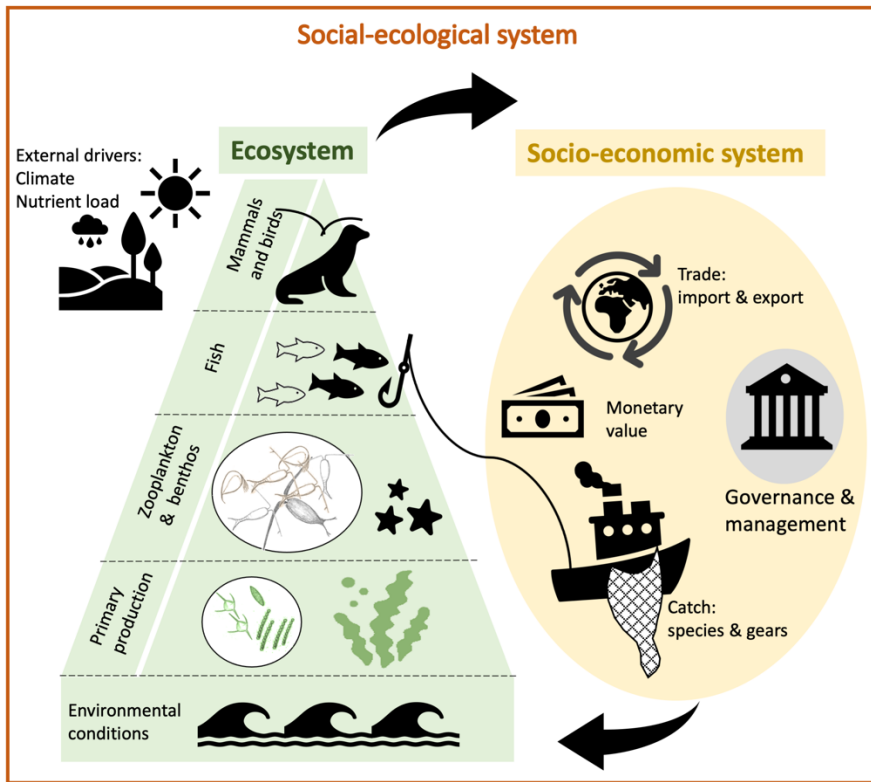 Social-ecological system
Ecosystem
Socio-economic system
External drivers:
Climate
Nutrient load
Mammals
and birds
Fish
Zooplankton
& benthos
Primary
production
Environmental
conditions
Trade:
import & export
Monetary
value
Governance &
management
Catch:
species & gears